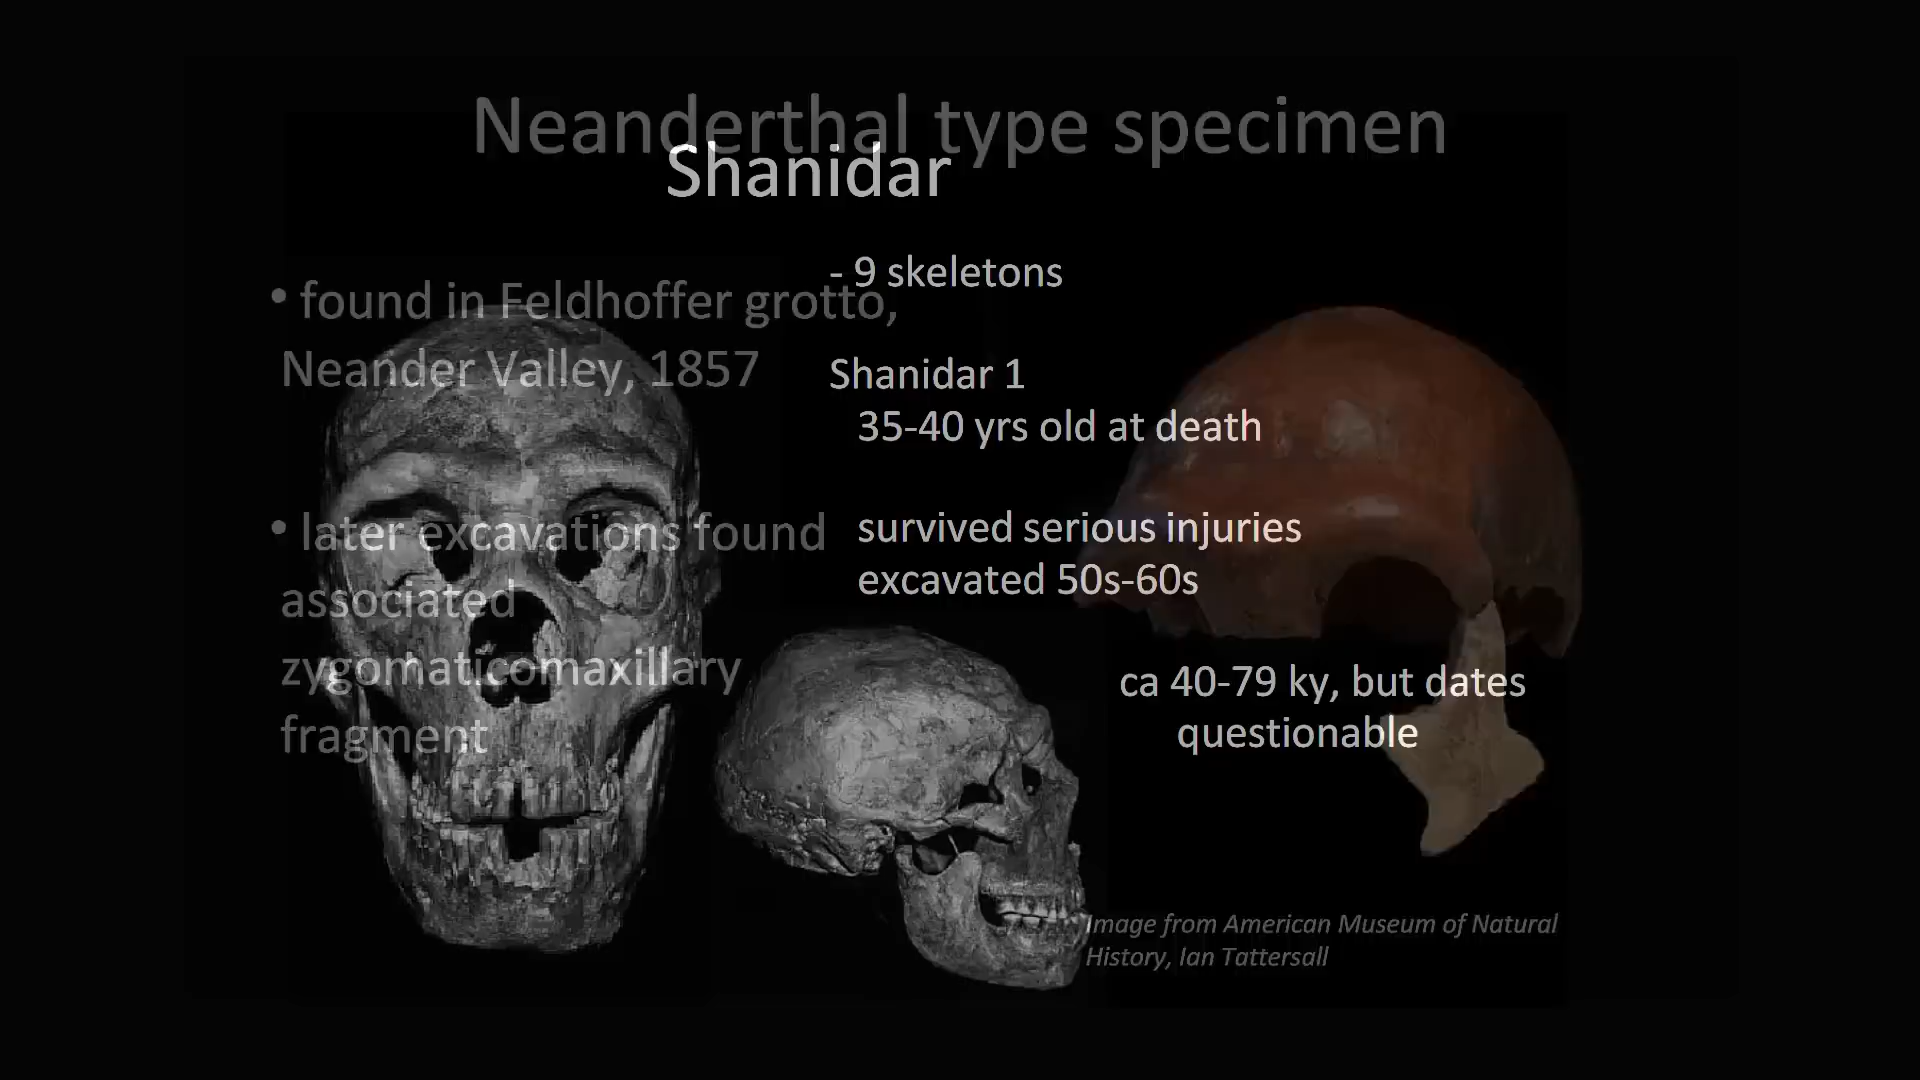 Neanderthal type specimen
• found in Feldhoffer grotto,
Neander Valley, 1857
• later excavations found
associated
zygomaticomaxillary
fragment
Image from American Museum of Natural
History, Ian Tattersall
Shanidar
- 9 skeletons
Shanidar 1
35-40 yrs old at death
survived serious injuries
excavated 50s-60s
ca 40-79 ky, but dates
questionable